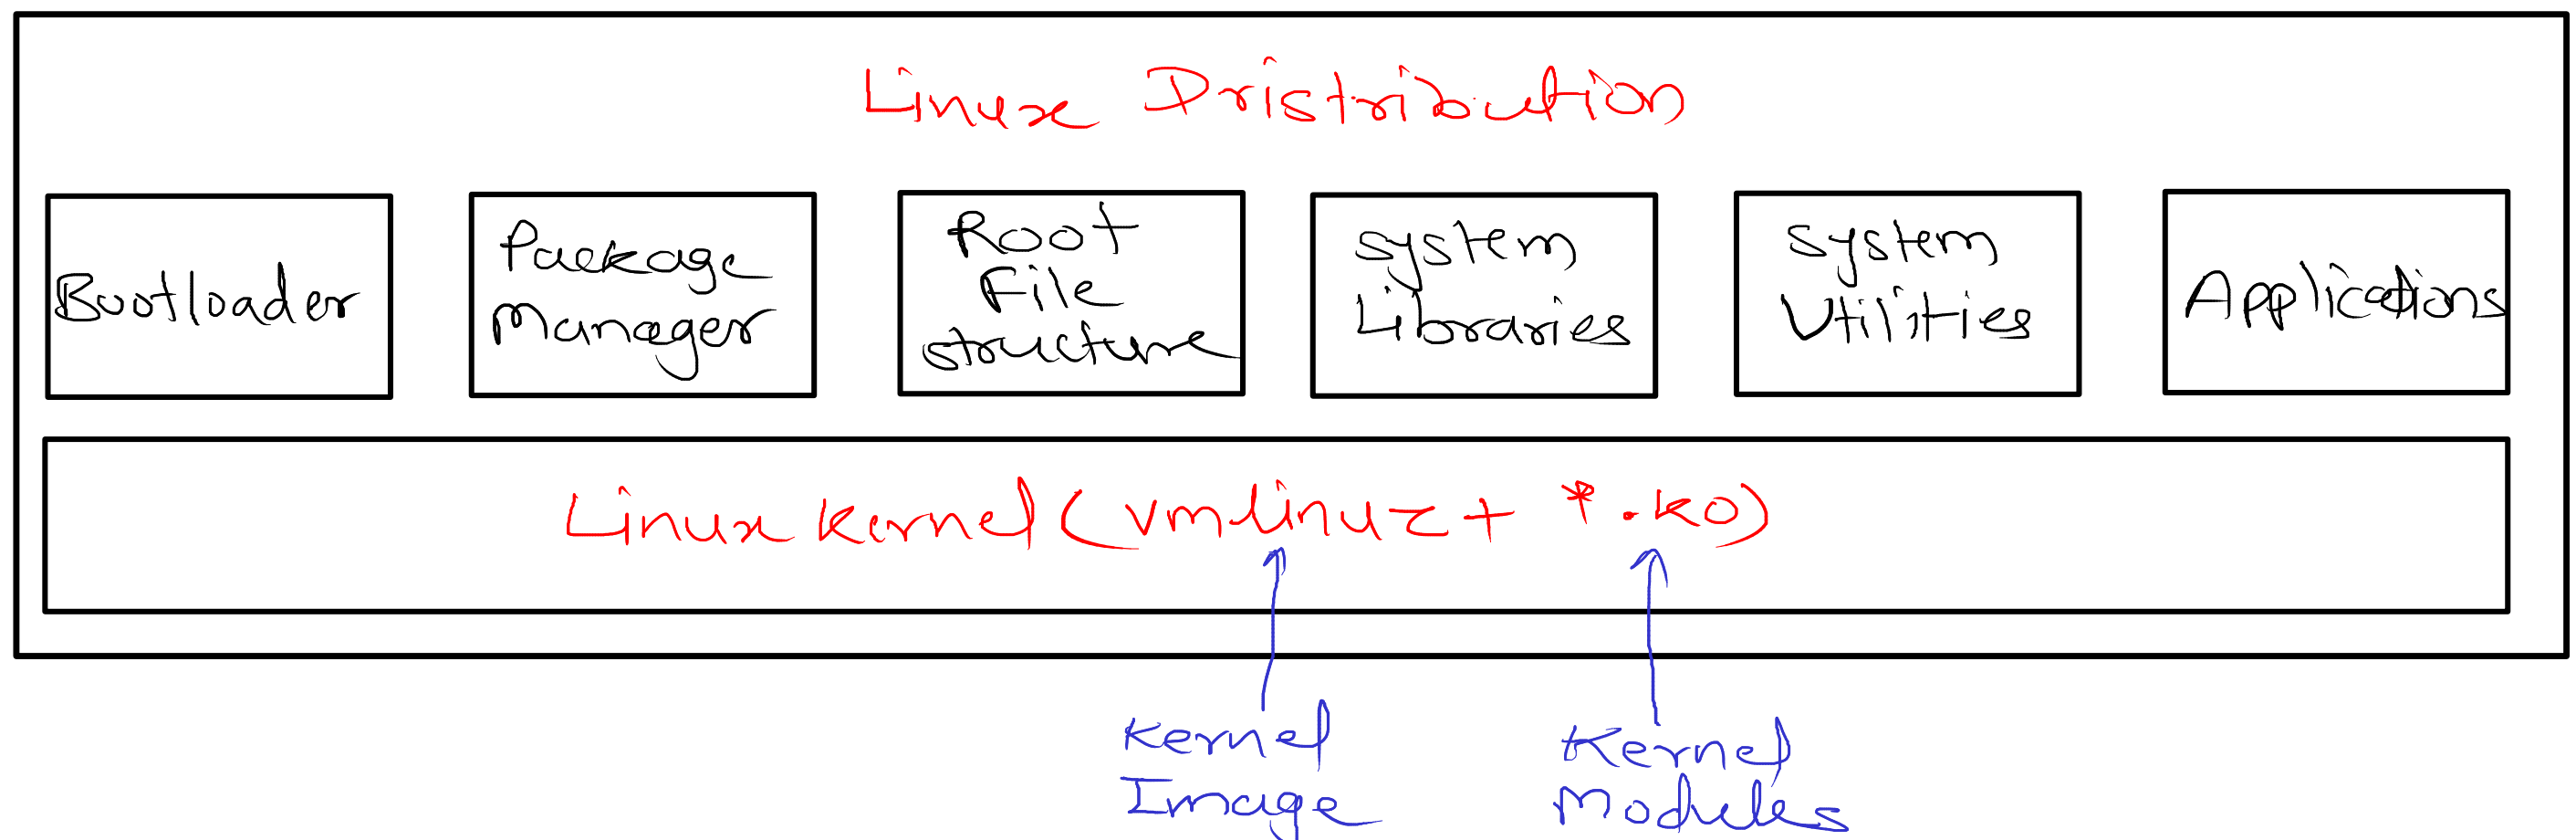 Linux Dristribution
Bootloader
Package
Manager
Root
File
structure
System
Libraries
System
Utilities
Applications
Linux kernel (vmlinuz + *.ko)
Kernel
Image
Kernel
Modules